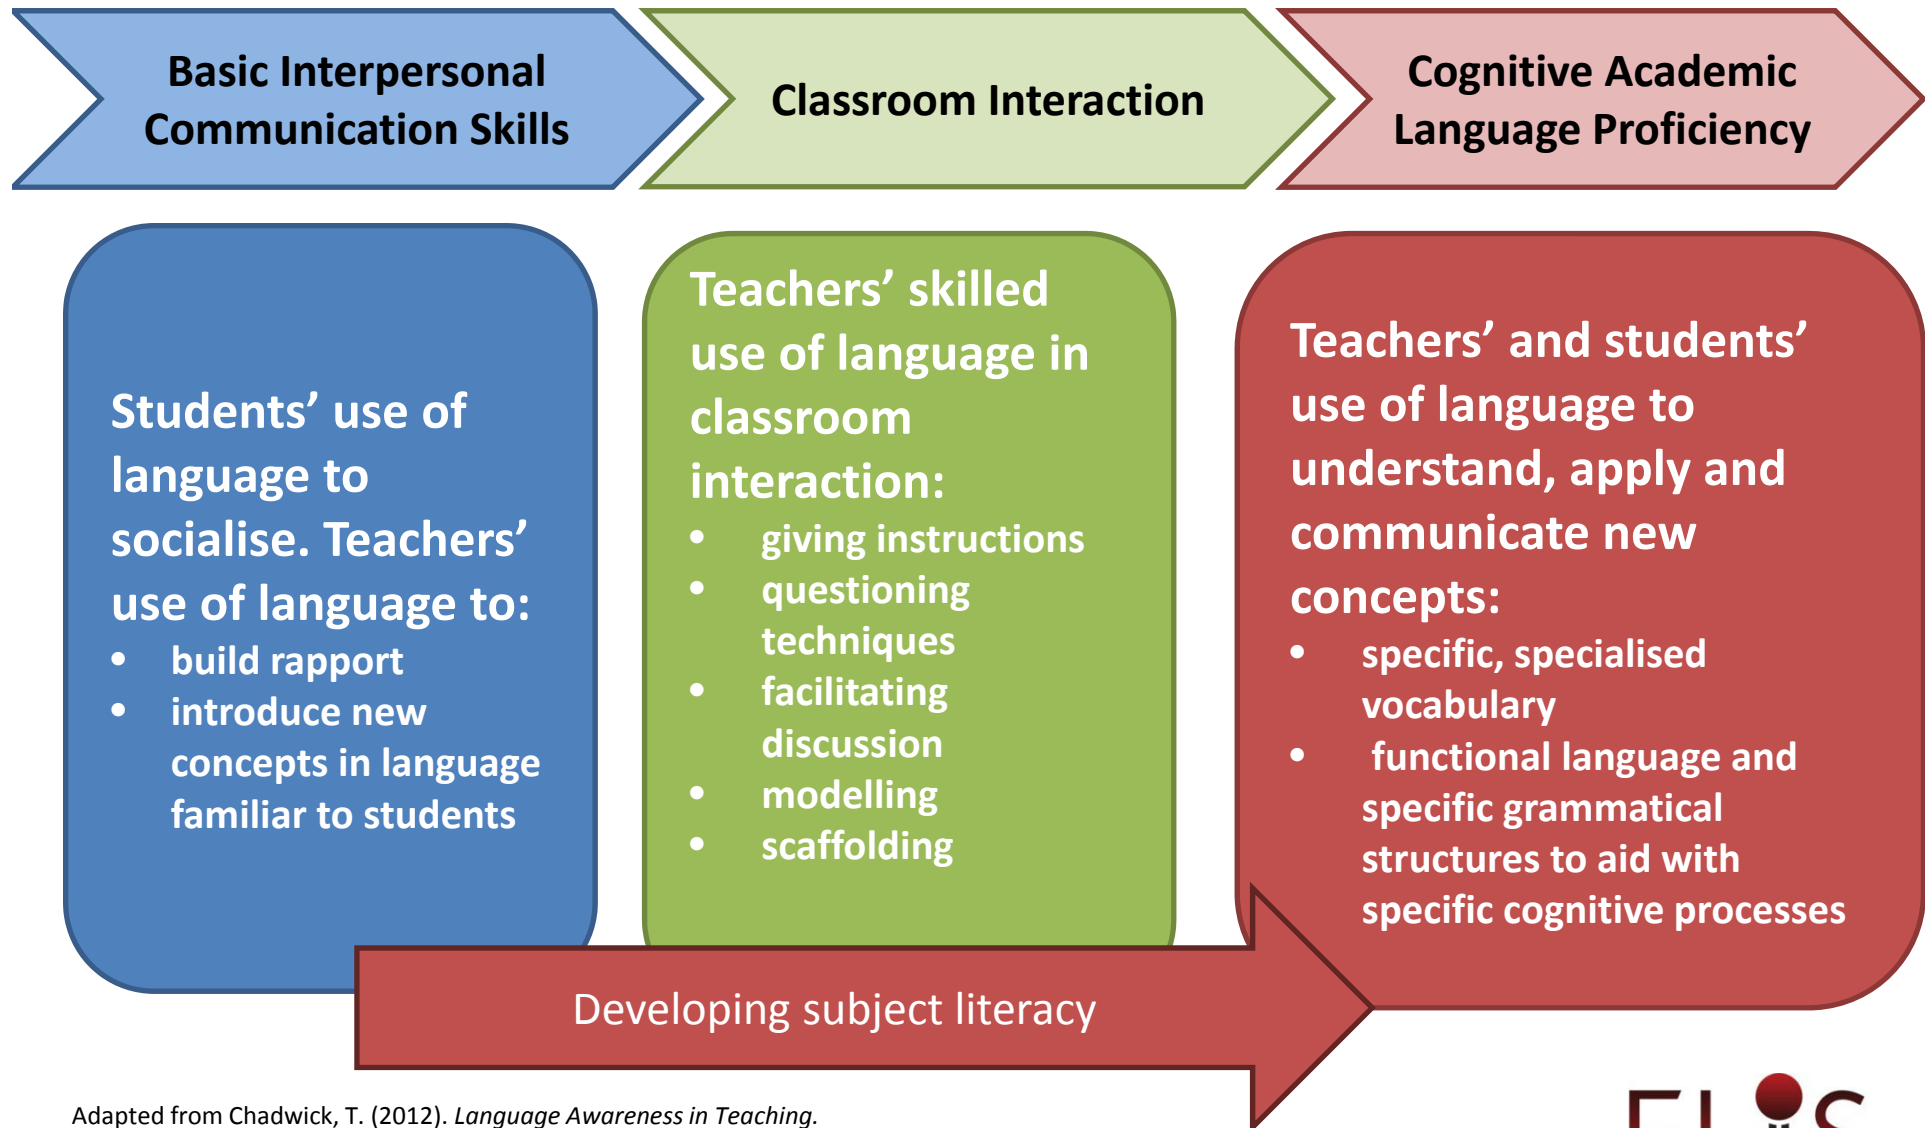 Basic Interpersonal
Communication Skills
Classroom Interaction
Cognitive Academic
Language Proficiency
Students’ use of
language to
socialise. Teachers’
use of language to:
• build rapport
• introduce new
concepts in language
familiar to students
Teachers’ skilled
use of language in
classroom
interaction:
• giving instructions
• questioning
techniques
• facilitating
discussion
• modelling
• scaffolding
Teachers’ and students’
use of language to
understand, apply and
communicate new
concepts:
• specific, specialised
vocabulary
• functional language and
specific grammatical
structures to aid with
specific cognitive processes
Developing subject literacy
Adapted from Chadwick, T. (2012). Language Awareness in Teaching.